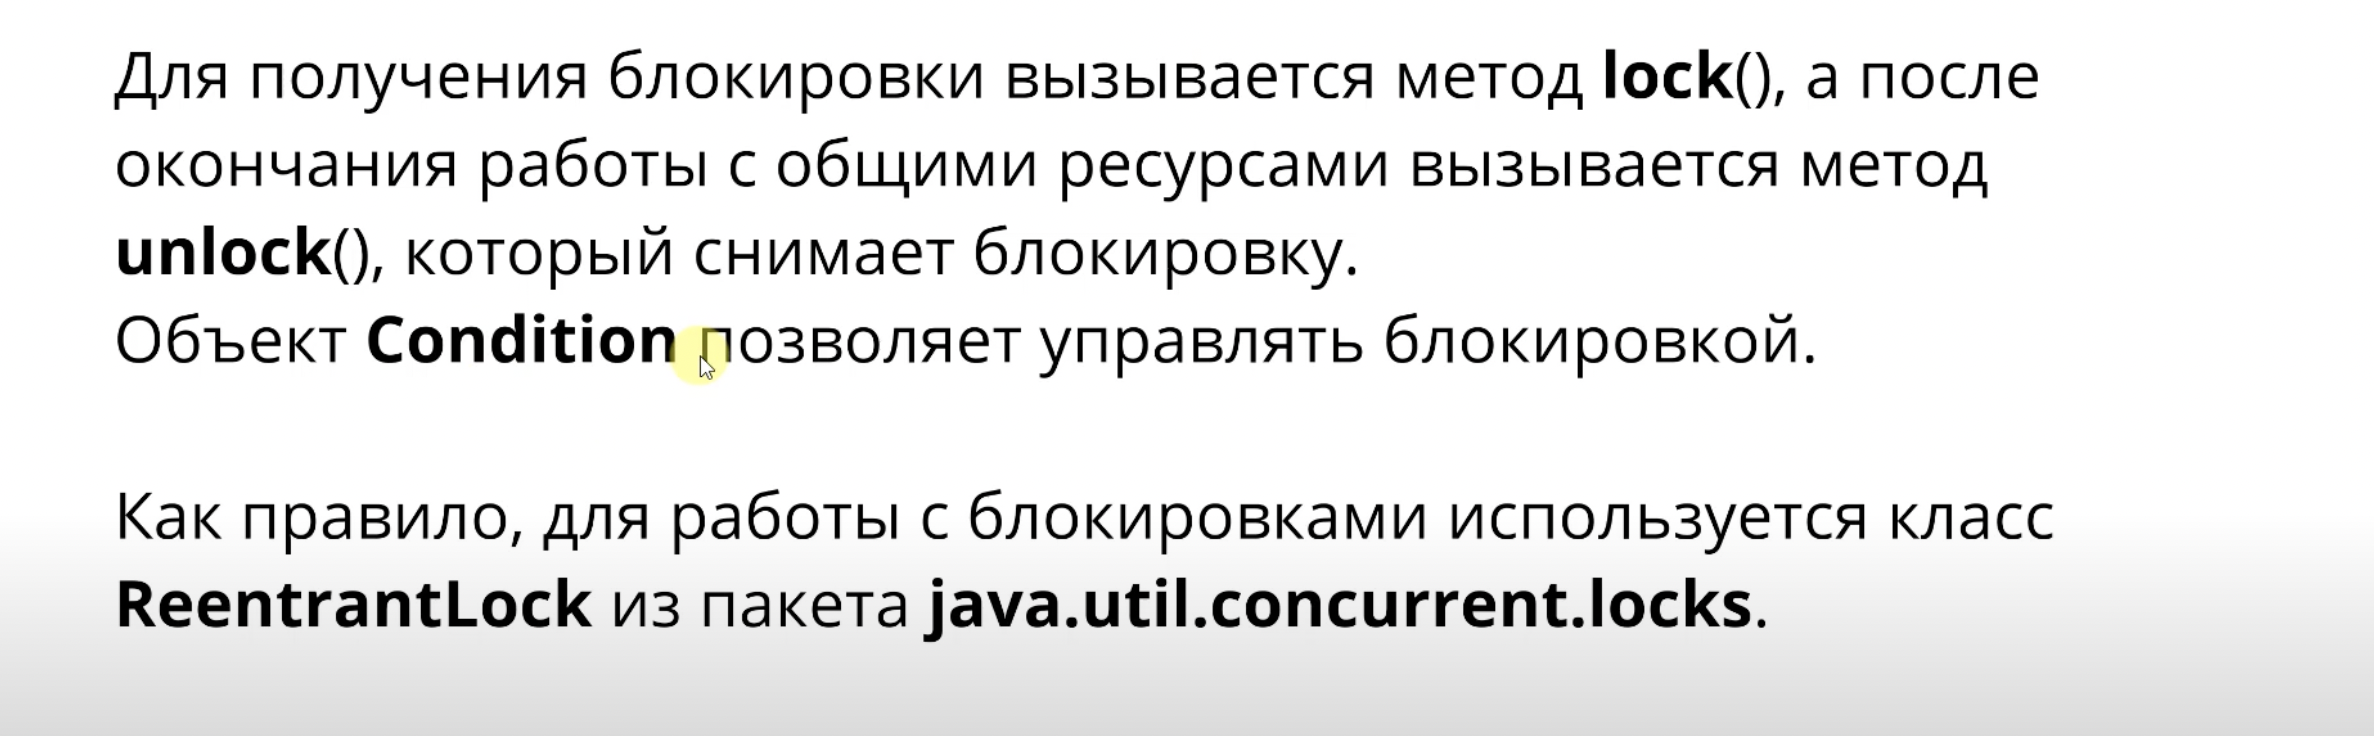 Для получения блокировки вызывается метод lock(), а после
окончания работы с общими ресурсами вызывается метод
unlock(), который снимает блокировку.
Объект Condition позволяет управлять блокировкой.
Как правило, для работы с блокировками используется класс
ReentrantLock из пакета java.util.concurrent.locks.